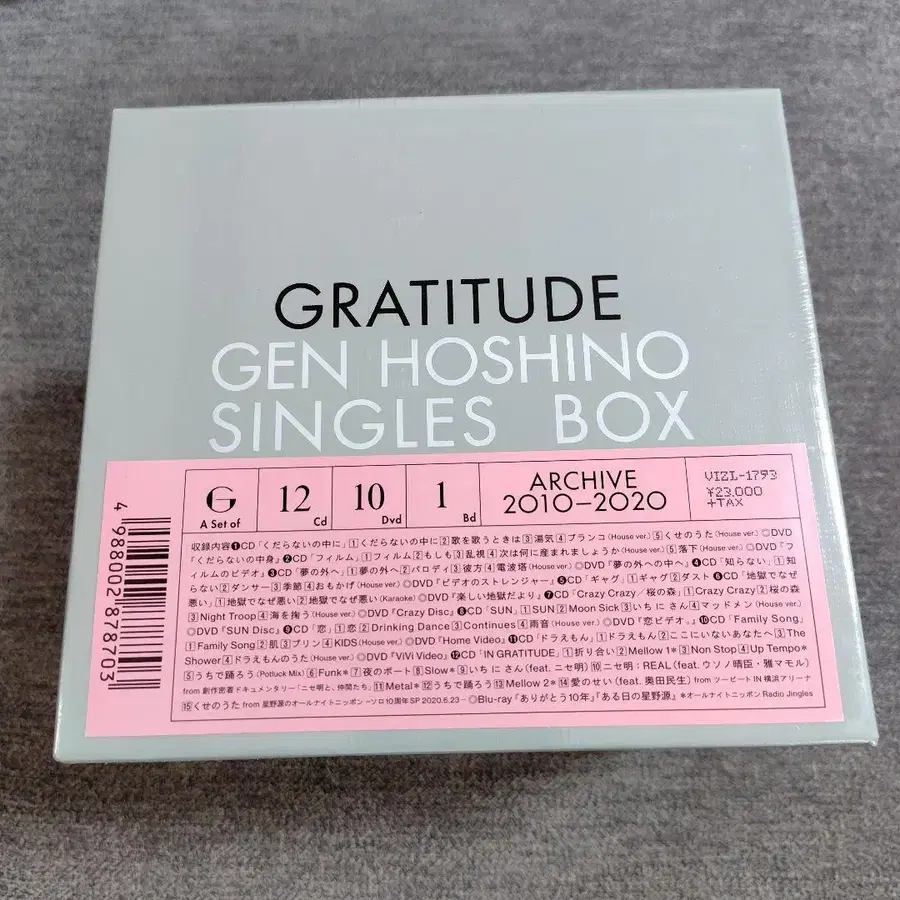 GRATITUDE
GEN HOSHINO
SINGLES BOX
G
A Set of
12
Cd
10
Dvd
1
Bd
ARCHIVE
2010–2020
VIZL-1793
¥23,000
+TAX
4 988002 878703
収録内容❶CD「くだらないの中に」1くだらないの中に2歌を歌うときは3湯気4ブランコ(House ver.)5くせのうた(House ver.)◎DVD
『くだらないの中身』❷CD「フィルム」1フィルム2もしも3乱視4次は何に産まれましょうか(House ver.)5落下(House ver.)◎DVD『フ
ィルムのビデオ』❸CD「夢の外へ」1夢の外へ2パロディ3彼方4電波塔(House ver.)◎DVD『夢の外への中へ』❹CD「知らない」1知
らない2ダンサー3季節4おもかげ(House ver.)◎DVD『ビデオのストレンジャー』❺CD「ギャグ」1ギャグ2ダスト❻CD「地獄でなぜ
悪い」1地獄でなぜ悪い2地獄でなぜ悪い(Karaoke)◎DVD『楽しい地獄だより』❼CD「Crazy Crazy／桜の森」1Crazy Crazy2桜の森
3Night Troop4海を掬う(House ver.)◎DVD『Crazy Disc』❽CD「SUN」1SUN2Moon Sick3いち に さん4マッドメン(House ver.)
◎DVD『SUN Disc』❾CD「恋」1恋2Drinking Dance3Continues4雨音(House ver.)◎DVD『恋ビデオ。』❿CD「Family Song」
1Family Song2肌3プリン4KIDS(House ver.)◎DVD『Home Video』⓫CD「ドラえもん」1ドラえもん2ここにいないあなたへ3The
Shower4ドラえもんのうた(House ver.)◎DVD『ViVi Video』⓬CD「IN GRATITUDE」1折り合い2Mellow 1*3Non Stop4Up Tempo*
5うちで踊ろう(Potluck Mix)6Funk*7夜のボート8Slow*9いち に さん(feat. ニセ明)10ニセ明：REAL(feat.ウソノ晴臣・雅マモル)
from 創作密着ドキュメンタリー「ニセ明と、仲間たち」11Metal*12うちで踊ろう13Mellow 2*14愛のせい(feat. 奥田民生)from ツービート IN 横浜アリーナ
15くせのうた from 星野源のオールナイトニッポン −ソロ10周年SP 2020.6.23− ◎Blu-ray『ありがとう10年』『ある日の星野源』 *オールナイトニッポン Radio Jingles